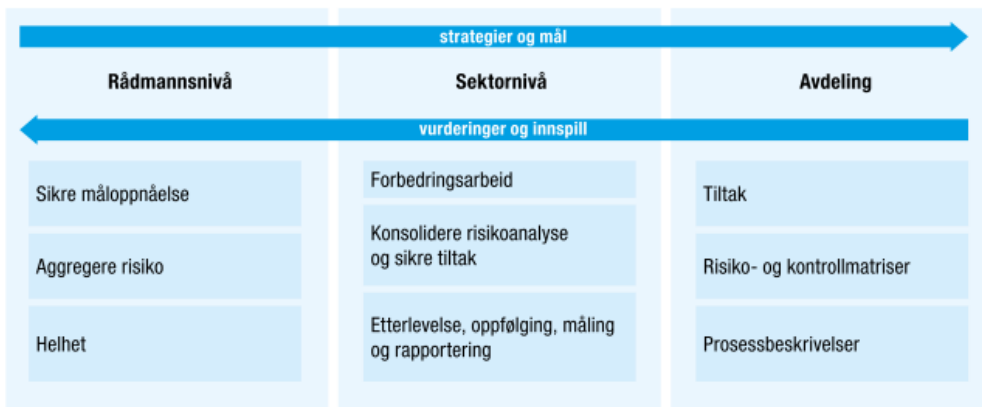 strategier og mål
Rådmannsnivå
Sektornivå
Avdeling
vurderinger og innspill
Sikre måloppnåelse
Aggregere risiko
Helhet
Forbedringsarbeid
Konsolidere risikoanalyse
og sikre tiltak
Etterlevelse, oppfølging, måling
og rapportering
Tiltak
Risiko- og kontrollmatriser
Prosessbeskrivelser